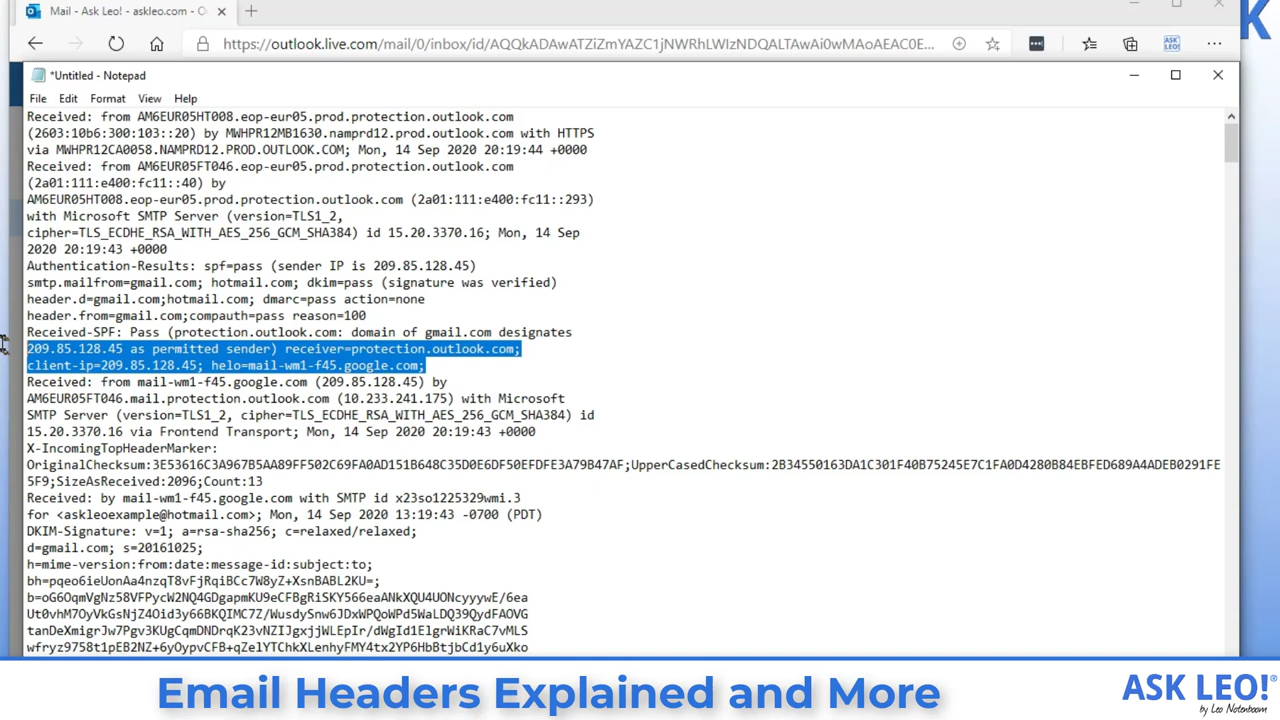 Mail - Ask Leo! - askleo.com - O
https://outlook.live.com/mail/0/inbox/id/AQQkADAwATZiZmYAZC1jNWRhLWIzNDQALTAwAi0wMAoAEAC0E...
ASK LEO!
*Untitled - Notepad
File Edit Format View Help
Received: from AM6EUR05HT008.eop-eur05.prod.protection.outlook.com
(2603:10b6:300:103::20) by MWHPR12MB1630.namprd12.prod.outlook.com with HTTPS
via MWHPR12CA0058.NAMPRD12.PROD.OUTLOOK.COM; Mon, 14 Sep 2020 20:19:44 +0000
Received: from AM6EUR05FT046.eop-eur05.prod.protection.outlook.com
(2a01:111:e400:fc11::40) by
AM6EUR05HT008.eop-eur05.prod.protection.outlook.com (2a01:111:e400:fc11::293)
with Microsoft SMTP Server (version=TLS1_2,
cipher=TLS_ECDHE_RSA_WITH_AES_256_GCM_SHA384) id 15.20.3370.16; Mon, 14 Sep
2020 20:19:43 +0000
Authentication-Results: spf=pass (sender IP is 209.85.128.45)
smtp.mailfrom=gmail.com; hotmail.com; dkim=pass (signature was verified)
header.d=gmail.com;hotmail.com; dmarc=pass action=none
header.from=gmail.com;compauth=pass reason=100
Received-SPF: Pass (protection.outlook.com: domain of gmail.com designates
209.85.128.45 as permitted sender) receiver=protection.outlook.com;
client-ip=209.85.128.45; helo=mail-wm1-f45.google.com;
Received: from mail-wm1-f45.google.com (209.85.128.45) by
AM6EUR05FT046.mail.protection.outlook.com (10.233.241.175) with Microsoft
SMTP Server (version=TLS1_2, cipher=TLS_ECDHE_RSA_WITH_AES_256_GCM_SHA384) id
15.20.3370.16 via Frontend Transport; Mon, 14 Sep 2020 20:19:43 +0000
X-IncomingTopHeaderMarker:
OriginalChecksum:3E53616C3A967B5AA89FF502C69FA0AD151B648C35D0E6DF50EFDFE3A79B47AF;UpperCasedChecksum:2B34550163DA1C301F40B75245E7C1FA0D4280B84EBFED689A4ADEB0291FE
5F9;SizeAsReceived:2096;Count:13
Received: by mail-wm1-f45.google.com with SMTP id x23so1225329wmi.3
for <askleoexample@hotmail.com>; Mon, 14 Sep 2020 13:19:43 -0700 (PDT)
DKIM-Signature: v=1; a=rsa-sha256; c=relaxed/relaxed;
d=gmail.com; s=20161025;
h=mime-version:from:date:message-id:subject:to;
bh=pqeo6ieUonAa4nzqT8vFjRqiBCc7W8yZ+XsnBABL2KU=;
b=oG6OqmVgNz58VFPycW2NQ4GDgapmKU9eCFBgRiSKY566eaANkXQU4UONcyyywE/6ea
Ut0vhM7OyVkGsNjZ4Oid3y66BKQIMC7Z/WusdySnw6JDxWPQoWPd5WaLDQ39QydFAOVG
tanDeXmigrJw7Pgv3KUgCqmDNDrqK23vNZIJgxjjWLEpIr/dWgId1ElgrWiKRaC7vMLS
wfryz9758t1pEB2NZ+6yOypvCFB+qZelYTChkXLenhyFMY4tx2YP6HbBtjbCd1y6uXko
Email Headers Explained and More
ASK LEO!®
by Leo Notenboom